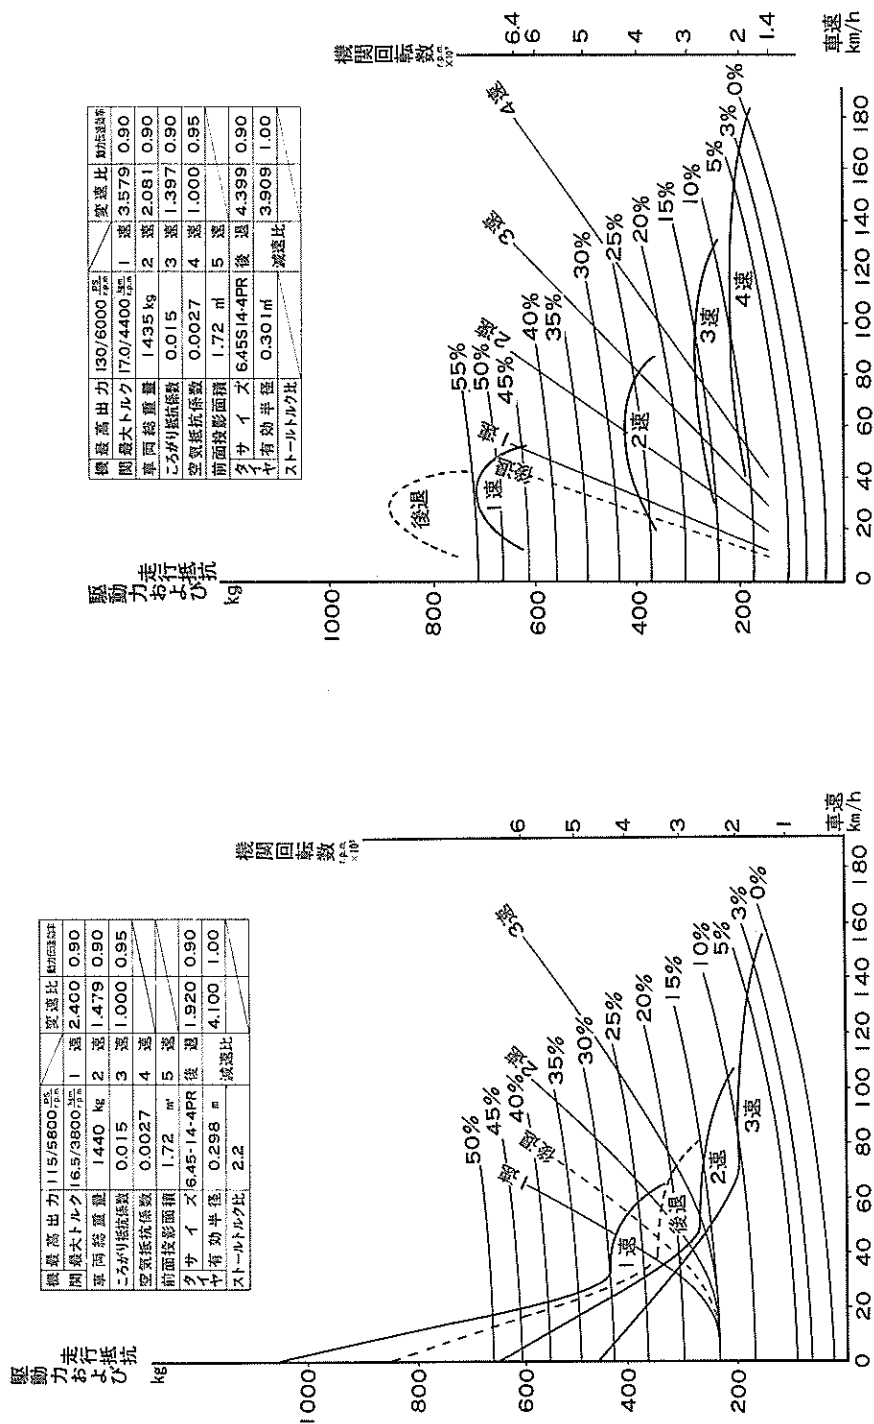 機関 最高出力 130/6000 PS/r.p.m
最大トルク 17.0/4400 kgm/r.p.m
車両総重量 1435 kg
ころがり抵抗係数 0.015
空気抵抗係数 0.0027
前面投影面積 1.72 ㎡
タイヤ サイズ 6.45S14-4PR
有効半径 0.301m
ストールトルク比
変速比 動力伝達効率
1速 3.579 0.90
2速 2.081 0.90
3速 1.397 0.90
4速 1.000 0.95
5速
後退 4.399 0.90
減速比 3.909 1.00
駆動力および走行抵抗
kg
1000
800
600
400
200
機関回転数
r.p.m ×10³
6.4
6
5
4
3
2
1.4
車速
km/h
0 20 40 60 80 100 120 140 160 180
55%
50%
45%
40%
35%
30%
25%
20%
15%
10%
5%
3%
0%
後退
1速
2速
3速
4速
後退
1速
2速
3速
4速
機関 最高出力 115/5800 PS/r.p.m
最大トルク 16.5/3800 kgm/r.p.m
車両総重量 1440 kg
ころがり抵抗係数 0.015
空気抵抗係数 0.0027
前面投影面積 1.72 ㎡
タイヤ サイズ 6.45-14-4PR
有効半径 0.298 m
ストールトルク比 2.2
変速比 動力伝達効率
1速 2.400 0.90
2速 1.479 0.90
3速 1.000 0.95
4速
5速
後退 1.920 0.90
減速比 4.100 1.00
駆動力および走行抵抗
kg
1000
800
600
400
200
機関回転数
r.p.m ×10³
6
5
4
3
2
1
車速
km/h
0 20 40 60 80 100 120 140 160 180
50%
45%
40%
35%
30%
25%
20%
15%
10%
5%
3%
0%
1速
後退
2速
3速
1速
後退
2速
3速